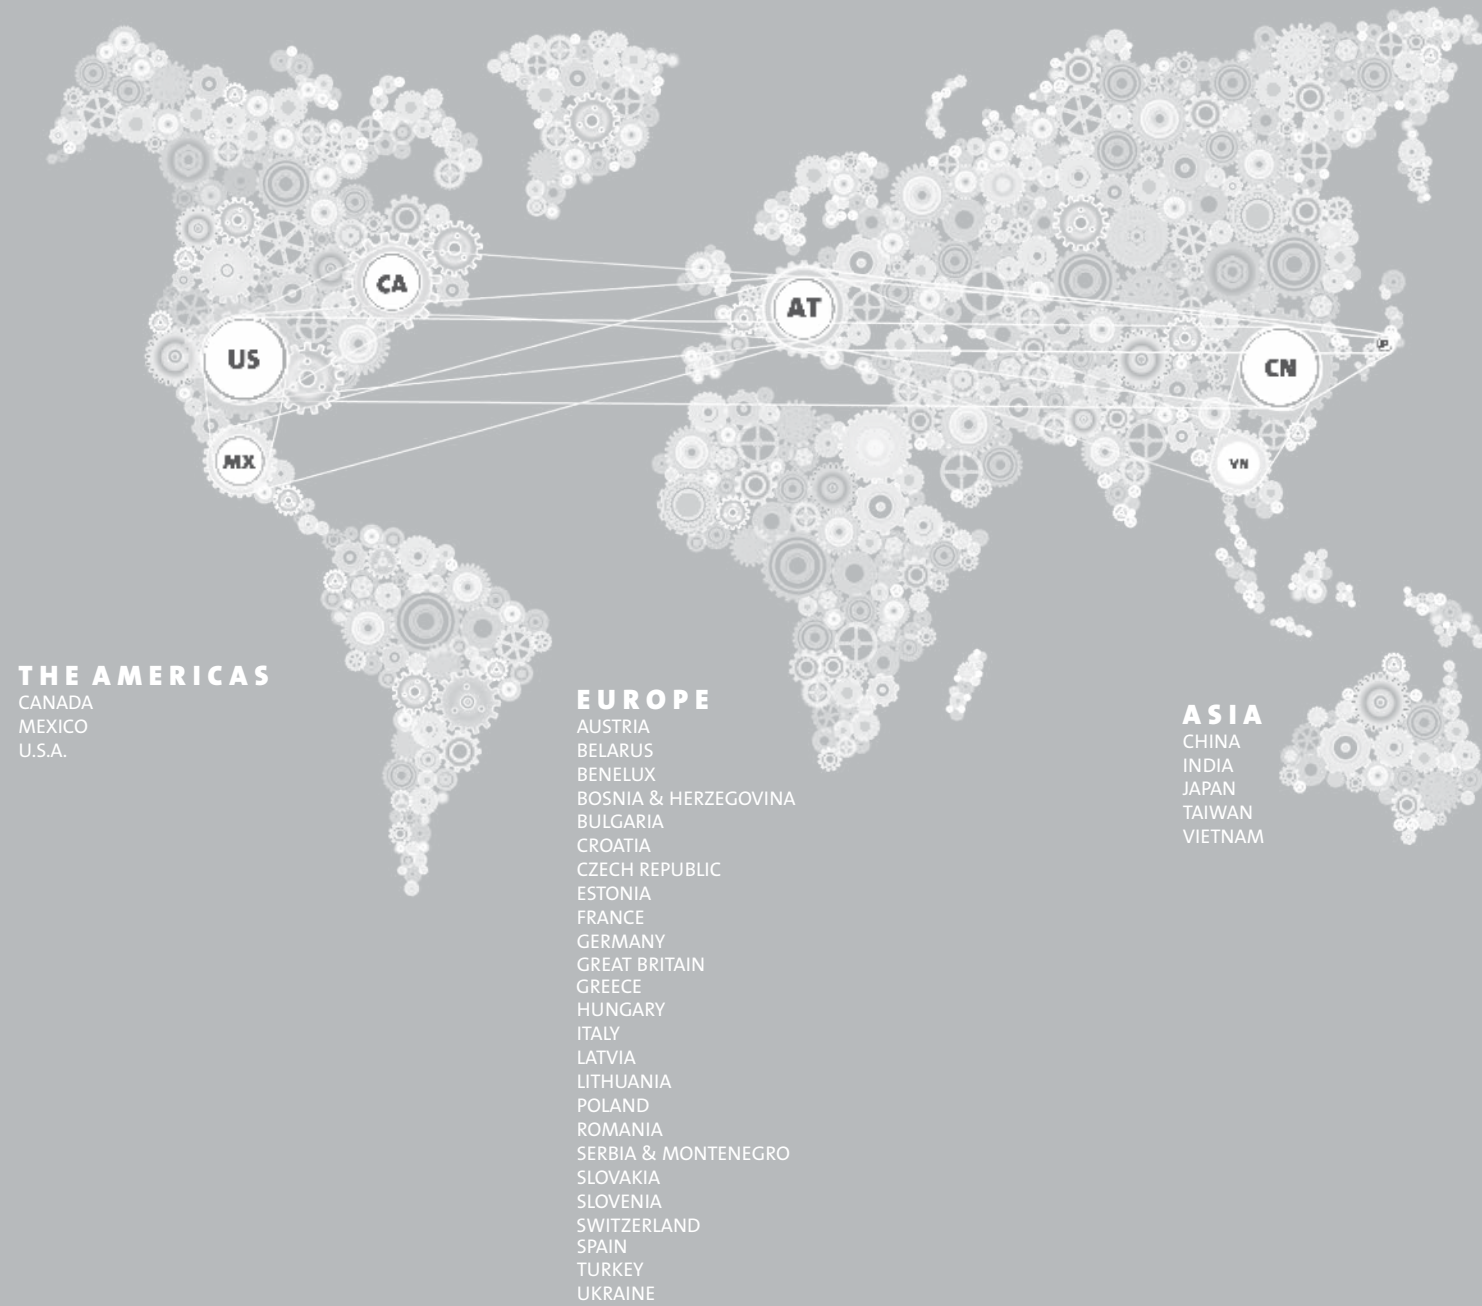 CA
AT
US
CN
JP
MX
VN
THE AMERICAS
CANADA
MEXICO
U.S.A.
EUROPE
AUSTRIA
BELARUS
BENELUX
BOSNIA & HERZEGOVINA
BULGARIA
CROATIA
CZECH REPUBLIC
ESTONIA
FRANCE
GERMANY
GREAT BRITAIN
GREECE
HUNGARY
ITALY
LATVIA
LITHUANIA
POLAND
ROMANIA
SERBIA & MONTENEGRO
SLOVAKIA
SLOVENIA
SWITZERLAND
SPAIN
TURKEY
UKRAINE
ASIA
CHINA
INDIA
JAPAN
TAIWAN
VIETNAM